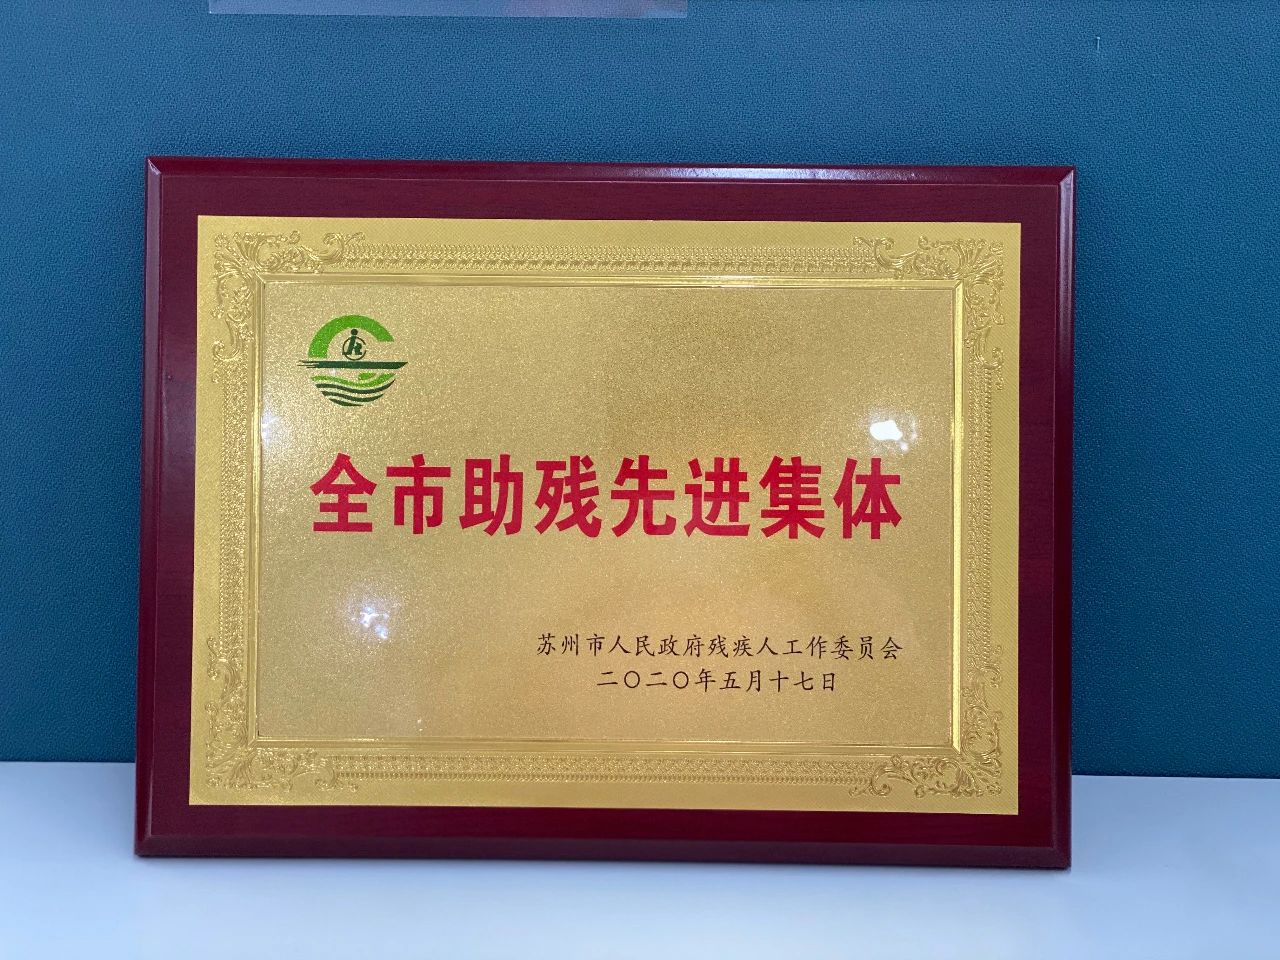 全市助残先进集体
苏州市人民政府残疾人工作委员会
二〇二〇年五月十七日